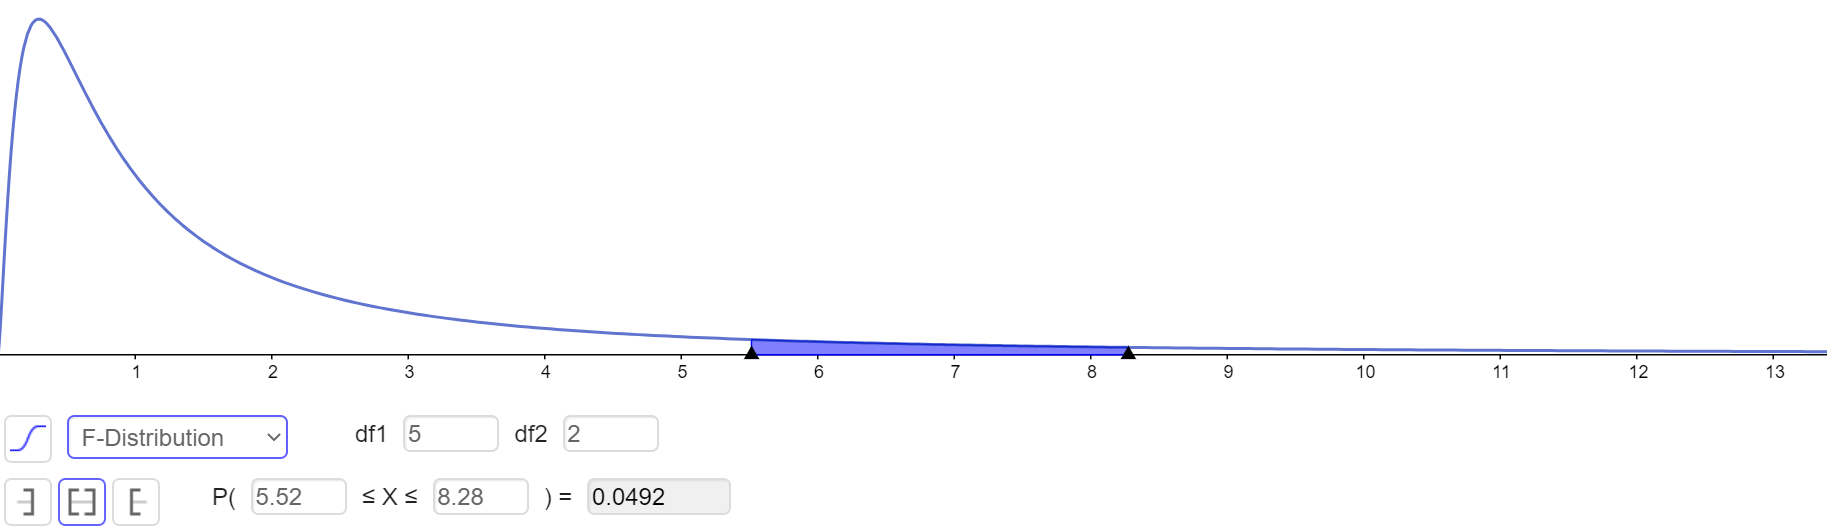 1 2 3 4 5 6 7 8 9 10 11 12 13
F-Distribution df1 5 df2 2
P( 5.52 ≤ X ≤ 8.28 ) = 0.0492